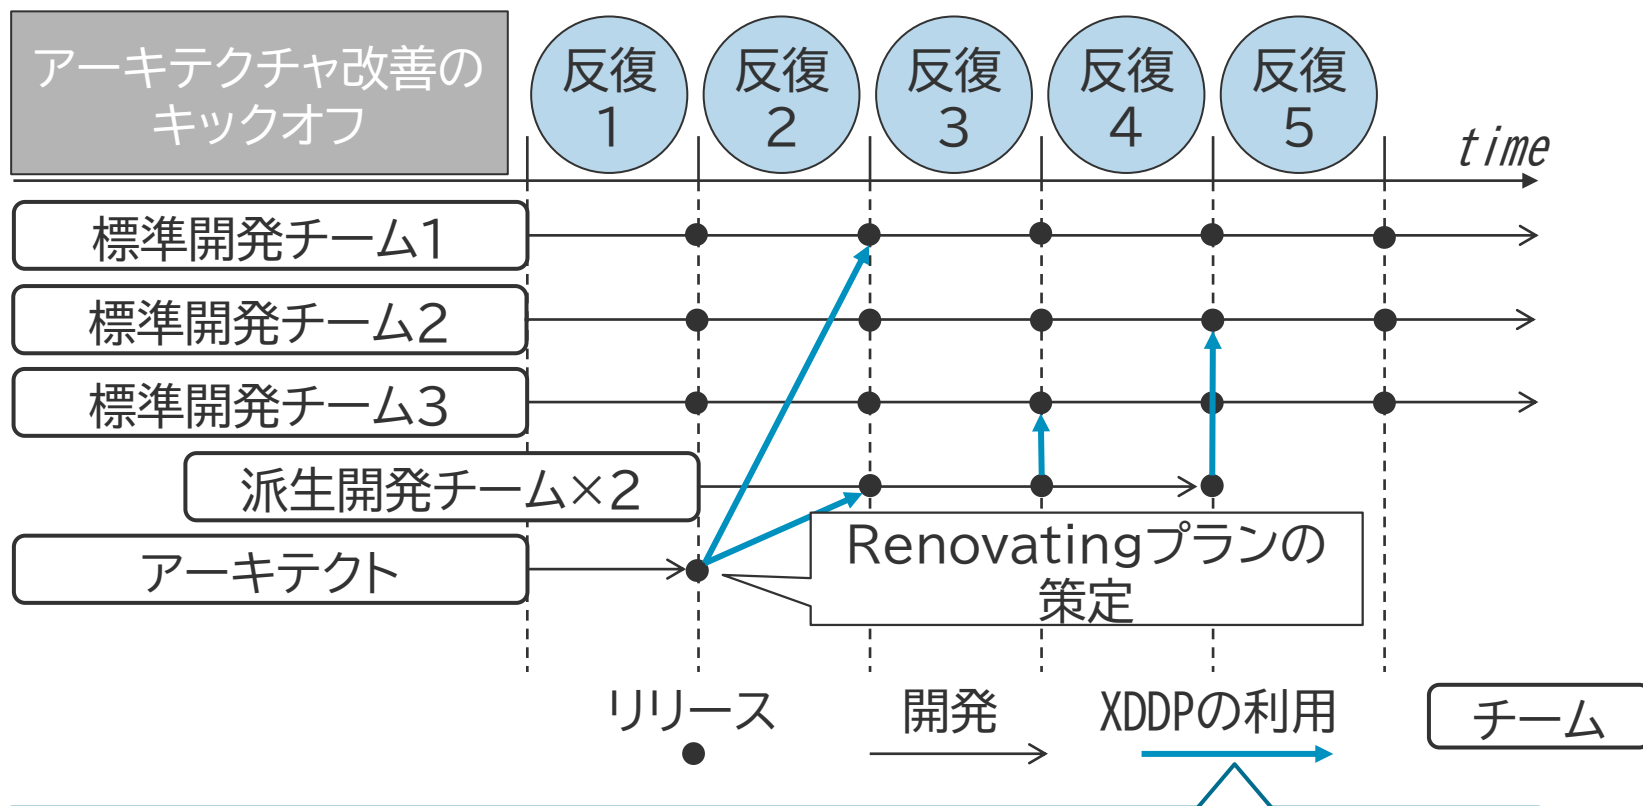 アーキテクチャ改善の
キックオフ
反復
1
反復
2
反復
3
反復
4
反復
5
time
標準開発チーム1
標準開発チーム2
標準開発チーム3
派生開発チーム×2
アーキテクト
Renovatingプランの
策定
リリース
開発
XDDPの利用
チーム